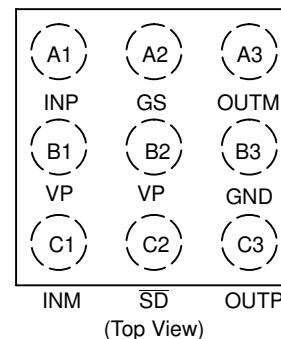 A1 A2 A3
INP GS OUTM
B1 B2 B3
VP VP GND
C1 C2 C3
INM S̅D̅ OUTP
(Top View)